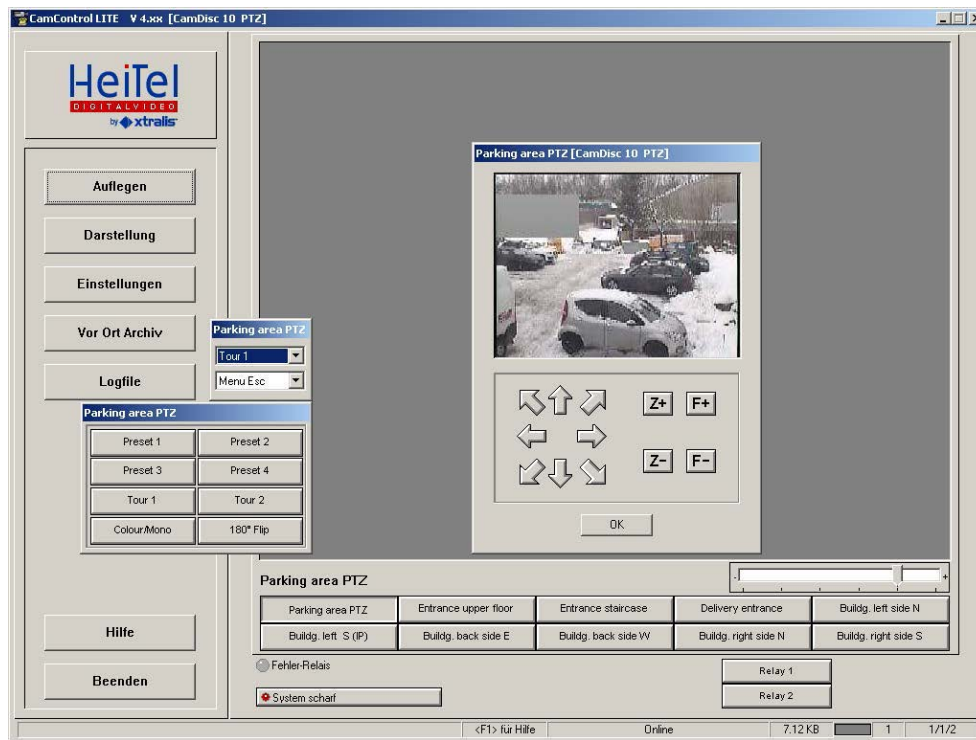 CamControl LITE V 4.xx [CamDisc 10 PTZ]
HeiTel
DIGITALVIDEO
by xtralis
Auflegen
Darstellung
Einstellungen
Vor Ort Archiv
Logfile
Parking area PTZ
Tour 1
Menu Esc
Parking area PTZ
Preset 1 Preset 2
Preset 3 Preset 4
Tour 1 Tour 2
Colour/Mono 180° Flip
Hilfe
Beenden
Parking area PTZ [CamDisc 10 PTZ]
Z+ F+
Z- F-
OK
Parking area PTZ
- +
Parking area PTZ Entrance upper floor Entrance staircase Delivery entrance Buildg. left side N
Buildg. left S (IP) Buildg. back side E Buildg. back side W Buildg. right side N Buildg. right side S
Fehler-Relais
System scharf
Relay 1
Relay 2
<F1> für Hilfe Online 7.12 KB 1 1/1/2